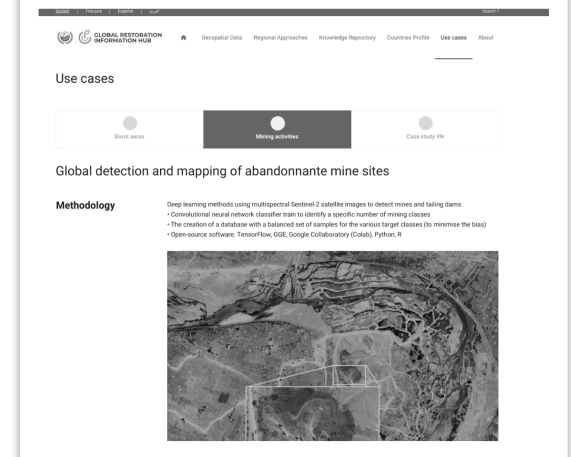 English | Français | Español | العربية
Search
GLOBAL RESTORATION
INFORMATION HUB
Geospatial Data Regional Approaches Knowledge Repository Countries Profile Use cases About
Use cases
Burnt aeras Mining activities Case study #N
Global detection and mapping of abandonnante mine sites
Methodology
Deep learning methods using multispectral Sentinel-2 satellite images to detect mines and tailing dams
• Convolutional neural network classifier train to identify a specific number of mining classes
• The creation of a database with a balanced set of samples for the various target classes (to minimise the bias)
• Open-source software: TensorFlow, GGE, Google Collaboratory (Colab), Python, R